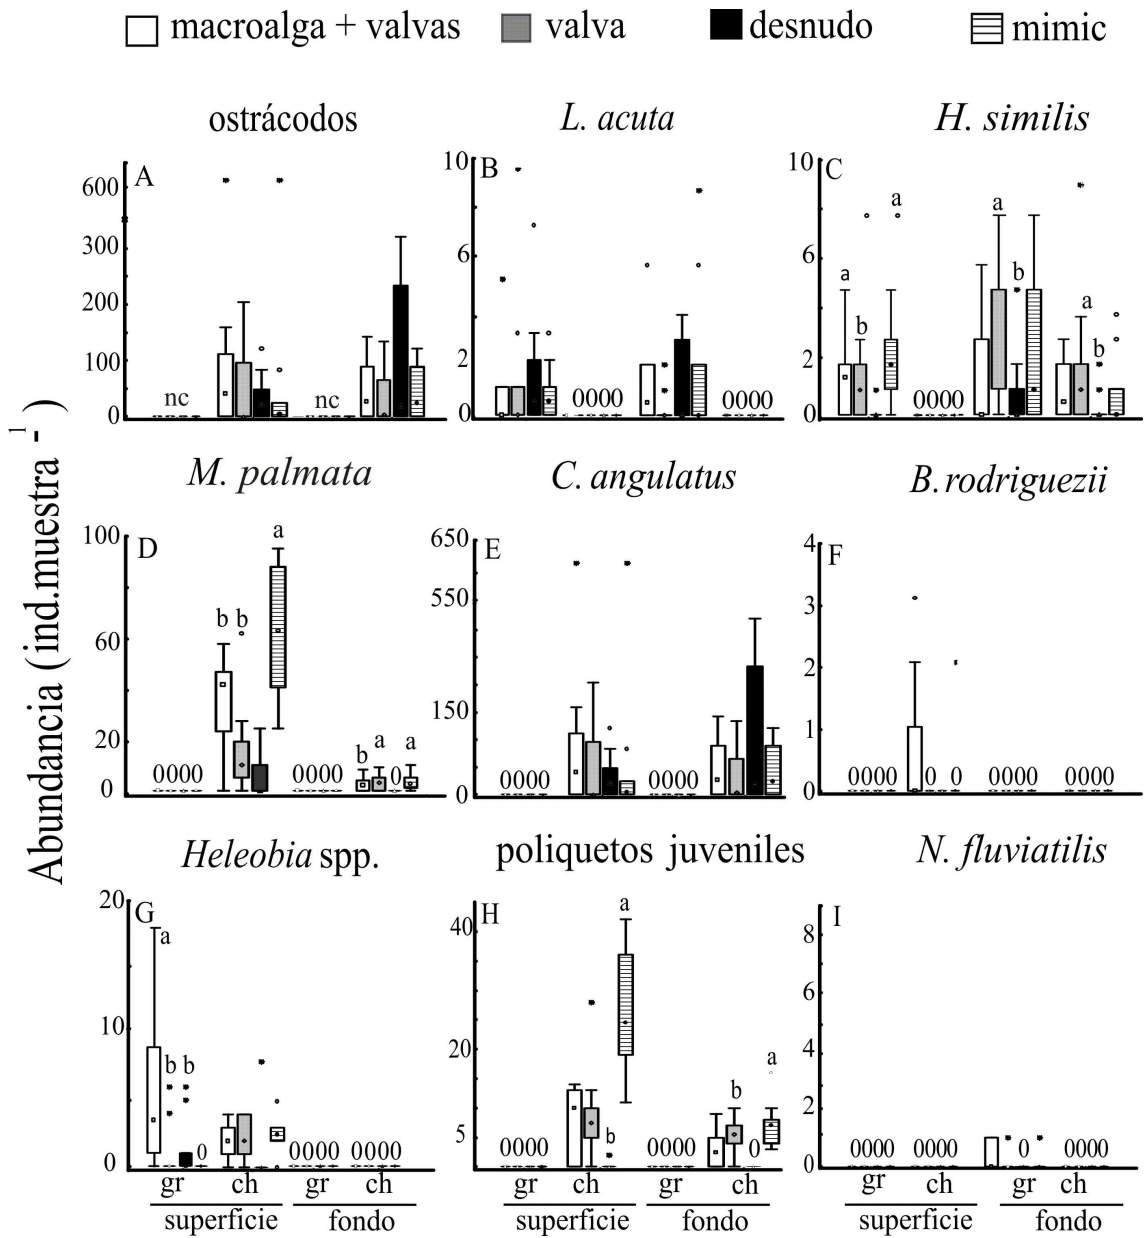 macroalga + valvas valva desnudo mimic
ostrácodos L. acuta H. similis
A B C
600 300 200 100 0
nc nc
10 6 2 0
0000 0000
10 6 2 0
a b a 0000 a b a b
Abundancia (ind.muestra -1)
M. palmata C. angulatus B. rodriguezii
D E F
100 60 20 0
0000 b b a 0000 b a 0 a
650 550 150 0
0000 0000
4 3 2 1 0
0000 0 0 0000 0000
Heleobia spp. poliquetos juveniles N. fluviatilis
G H I
20 10 0
a b b 0 0000 0000
40 20 5
0000 b a 0000 b 0 a
8 6 4 2 0
0000 0000 0 0000
gr ch gr ch gr ch gr ch gr ch gr ch
superficie fondo superficie fondo superficie fondo